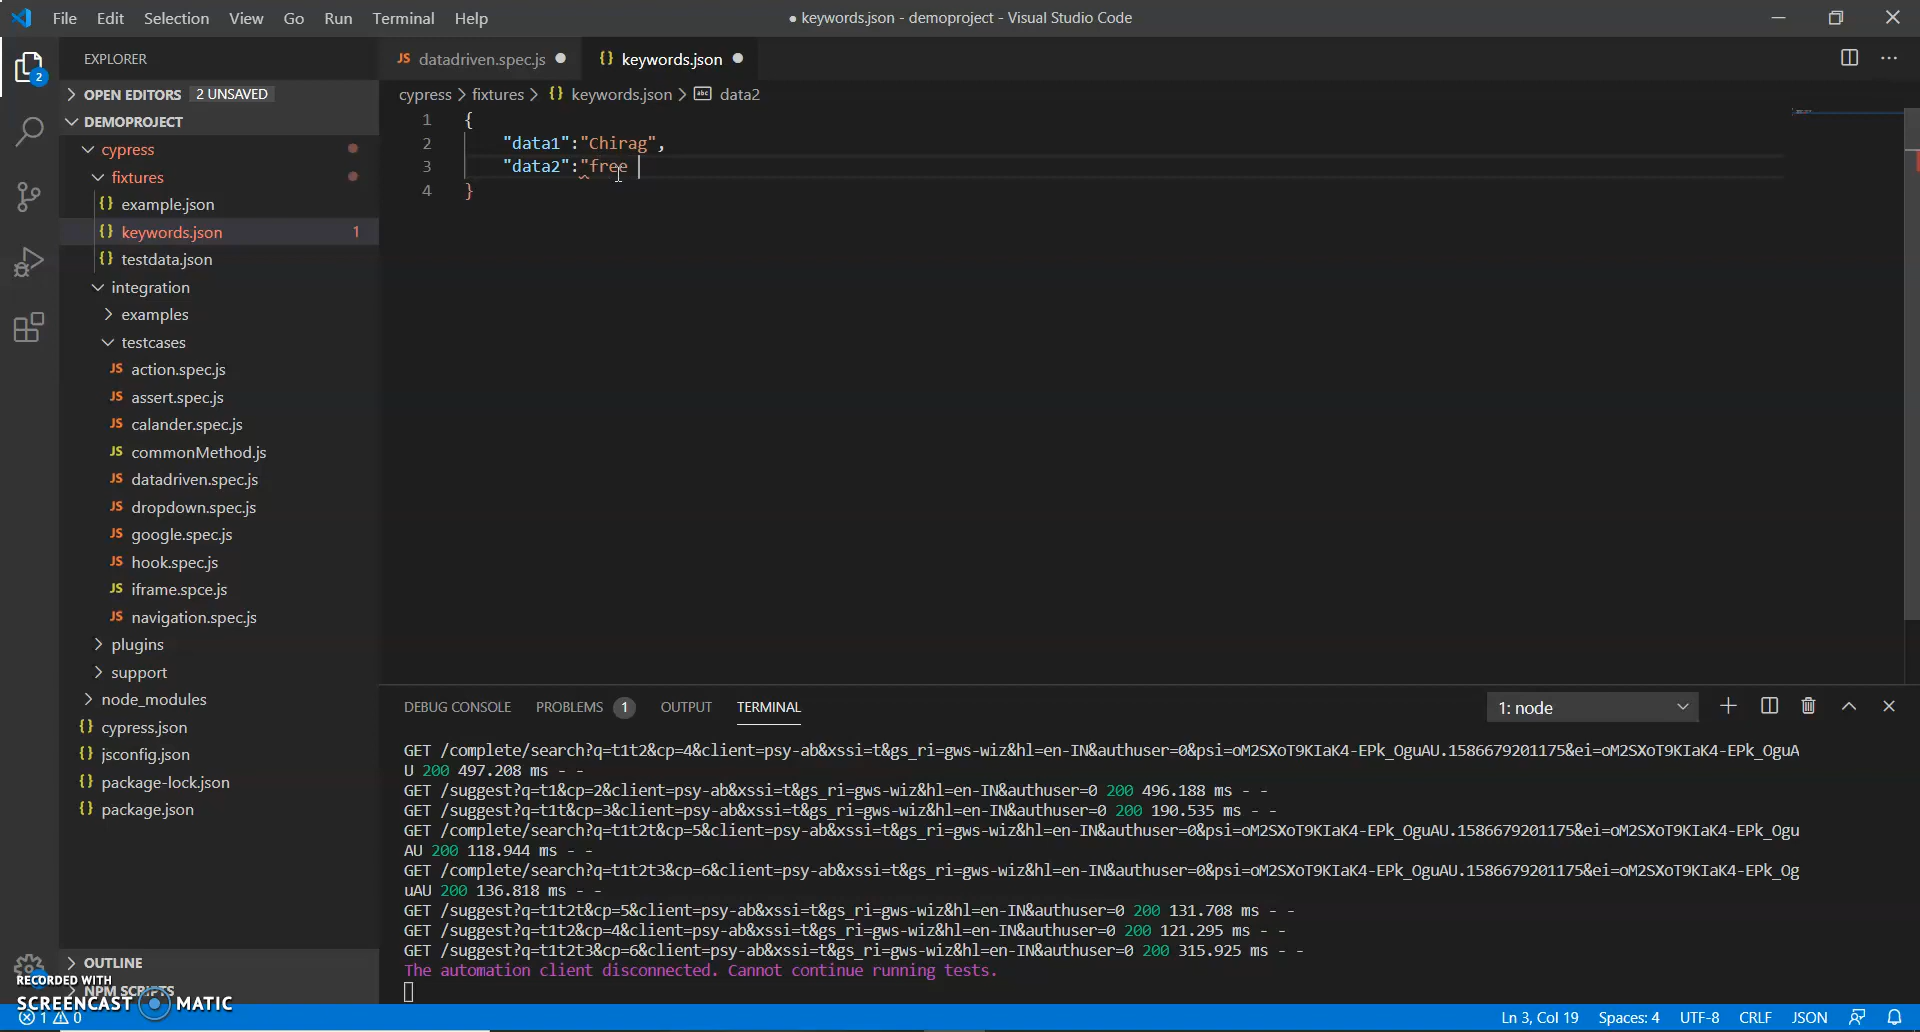 File Edit Selection View Go Run Terminal Help
● keywords.json - demoproject - Visual Studio Code
EXPLORER
OPEN EDITORS 2 UNSAVED
DEMOPROJECT
cypress
fixtures
example.json
keywords.json 1
testdata.json
integration
examples
testcases
JS action.spec.js
JS assert.spec.js
JS calander.spec.js
JS commonMethod.js
JS datadriven.spec.js
JS dropdown.spec.js
JS google.spec.js
JS hook.spec.js
JS iframe.spce.js
JS navigation.spec.js
plugins
support
node_modules
cypress.json
jsconfig.json
package-lock.json
package.json
OUTLINE
NPM SCRIPTS
2
JS datadriven.spec.js
{} keywords.json
cypress > fixtures > {} keywords.json > abc data2
1 {
2 "data1":"Chirag",
3 "data2":"free
4 }
DEBUG CONSOLE PROBLEMS 1 OUTPUT TERMINAL
1: node
GET /complete/search?q=t1t2&cp=4&client=psy-ab&xssi=t&gs_ri=gws-wiz&hl=en-IN&authuser=0&psi=oM2SXoT9KIaK4-EPk_OguAU.1586679201175&ei=oM2SXoT9KIaK4-EPk_OguA
U 200 497.208 ms - -
GET /suggest?q=t1&cp=2&client=psy-ab&xssi=t&gs_ri=gws-wiz&hl=en-IN&authuser=0 200 496.188 ms - -
GET /suggest?q=t1t&cp=3&client=psy-ab&xssi=t&gs_ri=gws-wiz&hl=en-IN&authuser=0 200 190.535 ms - -
GET /complete/search?q=t1t2t&cp=5&client=psy-ab&xssi=t&gs_ri=gws-wiz&hl=en-IN&authuser=0&psi=oM2SXoT9KIaK4-EPk_OguAU.1586679201175&ei=oM2SXoT9KIaK4-EPk_Ogu
AU 200 118.944 ms - -
GET /complete/search?q=t1t2t3&cp=6&client=psy-ab&xssi=t&gs_ri=gws-wiz&hl=en-IN&authuser=0&psi=oM2SXoT9KIaK4-EPk_OguAU.1586679201175&ei=oM2SXoT9KIaK4-EPk_Og
uAU 200 136.818 ms - -
GET /suggest?q=t1t2t&cp=5&client=psy-ab&xssi=t&gs_ri=gws-wiz&hl=en-IN&authuser=0 200 131.708 ms - -
GET /suggest?q=t1t2&cp=4&client=psy-ab&xssi=t&gs_ri=gws-wiz&hl=en-IN&authuser=0 200 121.295 ms - -
GET /suggest?q=t1t2t3&cp=6&client=psy-ab&xssi=t&gs_ri=gws-wiz&hl=en-IN&authuser=0 200 315.925 ms - -
The automation client disconnected. Cannot continue running tests.
RECORDED WITH
SCREENCAST MATIC
1 0
Ln 3, Col 19 Spaces: 4 UTF-8 CRLF JSON